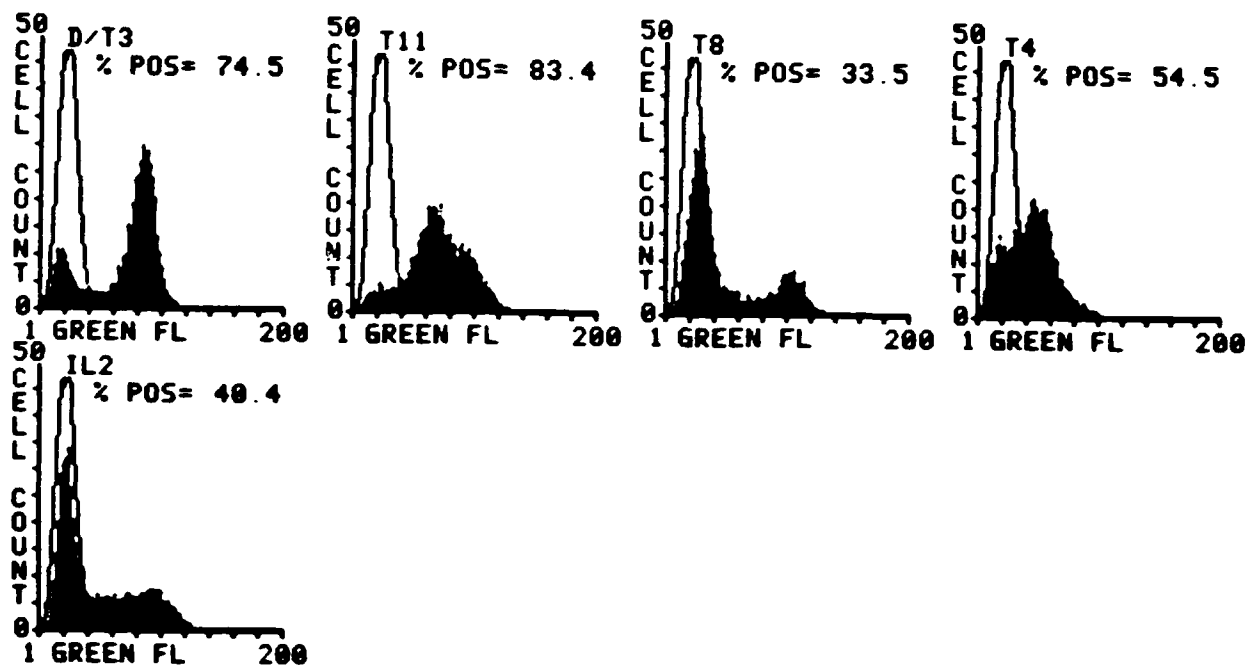 50
D/T3
% POS= 74.5
CELL COUNT
0
1 GREEN FL 200
50
T11
% POS= 83.4
CELL COUNT
0
1 GREEN FL 200
50
T8
% POS= 33.5
CELL COUNT
0
1 GREEN FL 200
50
T4
% POS= 54.5
CELL COUNT
0
1 GREEN FL 200
50
IL2
% POS= 40.4
CELL COUNT
0
1 GREEN FL 200